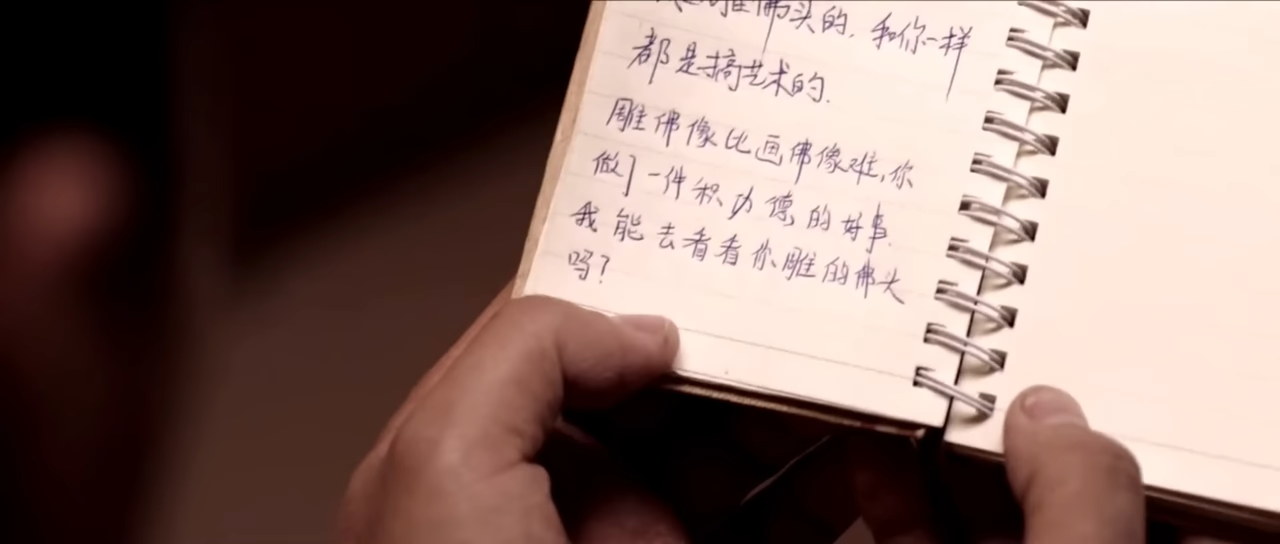 雕佛头的,和你一样
都是搞艺术的.
雕佛像比画佛像难,你
做了一件积功德的好事.
我能去看看你雕的佛头
吗?